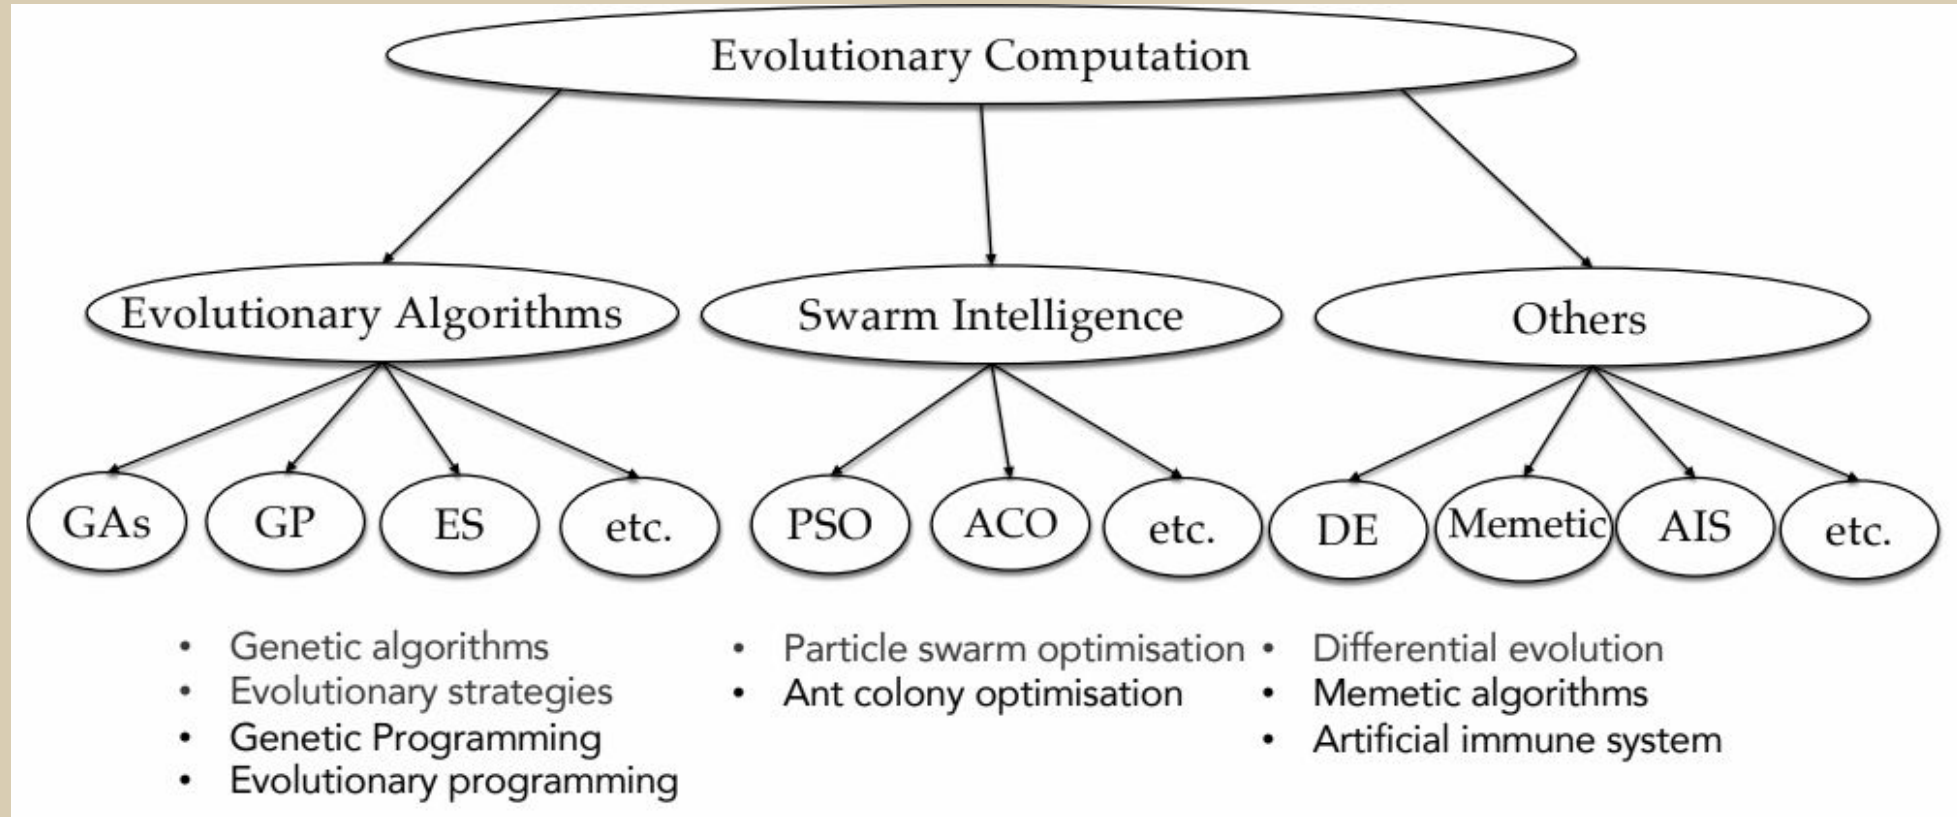 Evolutionary Computation
Evolutionary Algorithms
Swarm Intelligence
Others
GAs
GP
ES
etc.
PSO
ACO
etc.
DE
Memetic
AIS
etc.
• Genetic algorithms
• Evolutionary strategies
• Genetic Programming
• Evolutionary programming
• Particle swarm optimisation
• Ant colony optimisation
• Differential evolution
• Memetic algorithms
• Artificial immune system